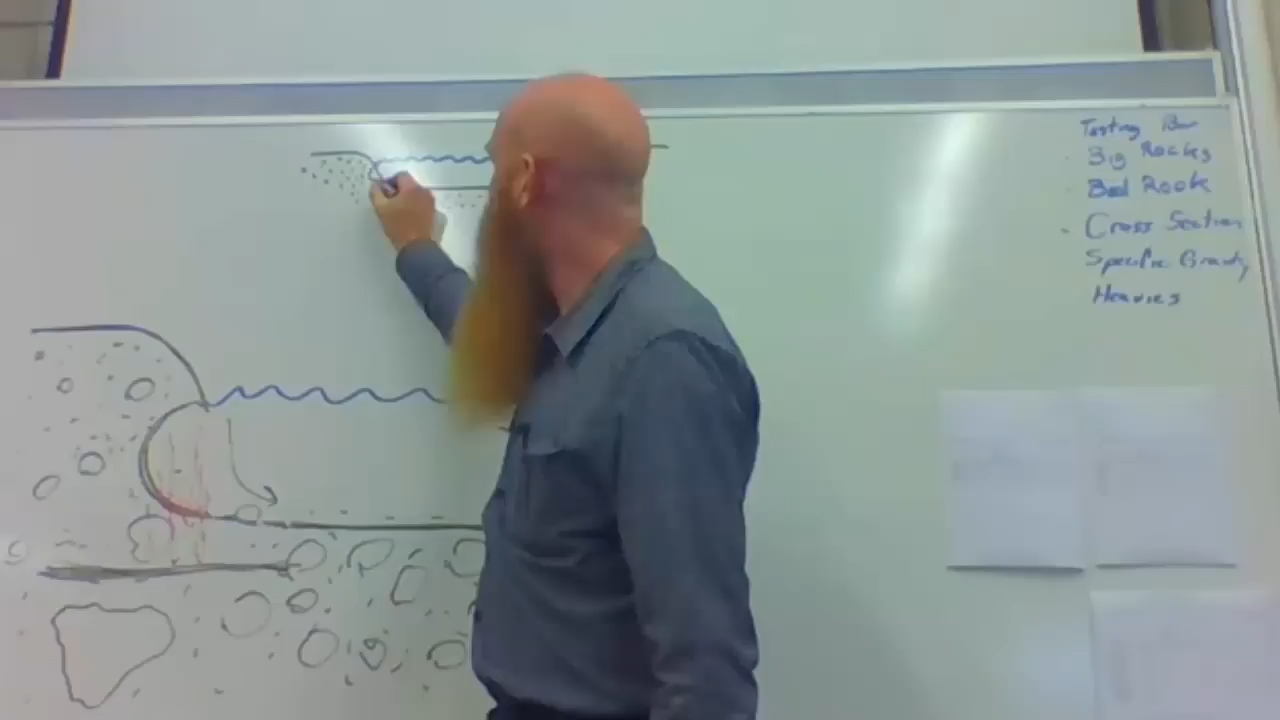 Testing Bar
Big Rocks
Bed Rock
Cross Section
Specific Gravity
Heavies